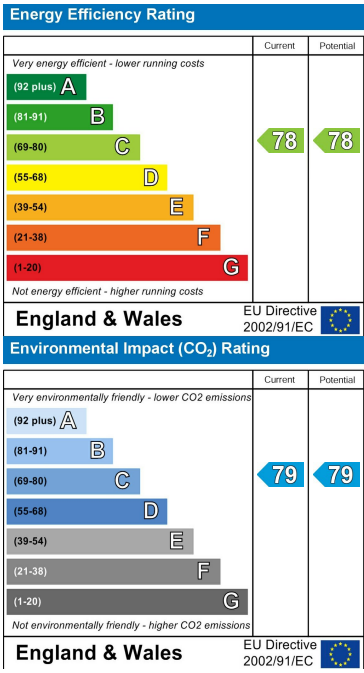 Energy Efficiency Rating
Current Potential
Very energy efficient - lower running costs
(92 plus) A
(81-91) B
(69-80) C 78 78
(55-68) D
(39-54) E
(21-38) F
(1-20) G
Not energy efficient - higher running costs
England & Wales EU Directive
2002/91/EC
Environmental Impact (CO₂) Rating
Current Potential
Very environmentally friendly - lower CO2 emissions
(92 plus) A
(81-91) B
(69-80) C 79 79
(55-68) D
(39-54) E
(21-38) F
(1-20) G
Not environmentally friendly - higher CO2 emissions
England & Wales EU Directive
2002/91/EC